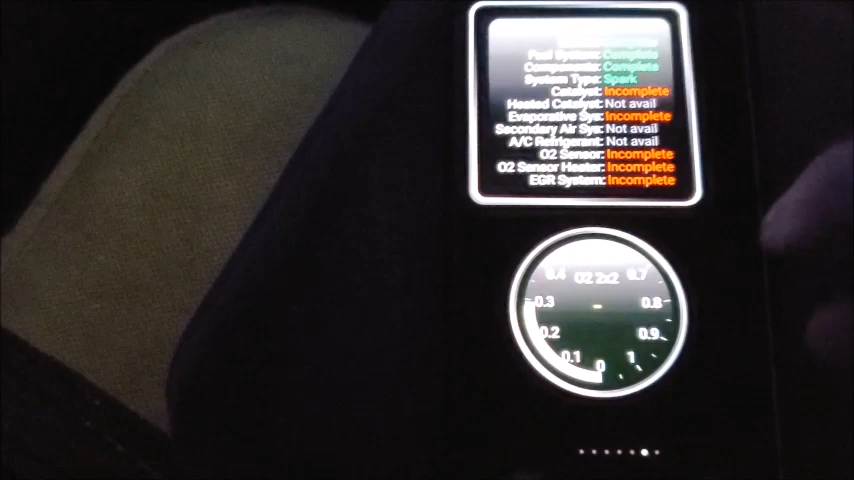 Fuel System: Complete
Components: Complete
System Type: Spark
Catalyst: Incomplete
Heated Catalyst: Not avail
Evaporative Sys: Incomplete
Secondary Air Sys: Not avail
A/C Refrigerant: Not avail
O2 Sensor: Incomplete
O2 Sensor Heater: Incomplete
EGR System: Incomplete
0.4 O2 2x2 0.7
0.3 0.8
0.2 0.9
0.1 0 1